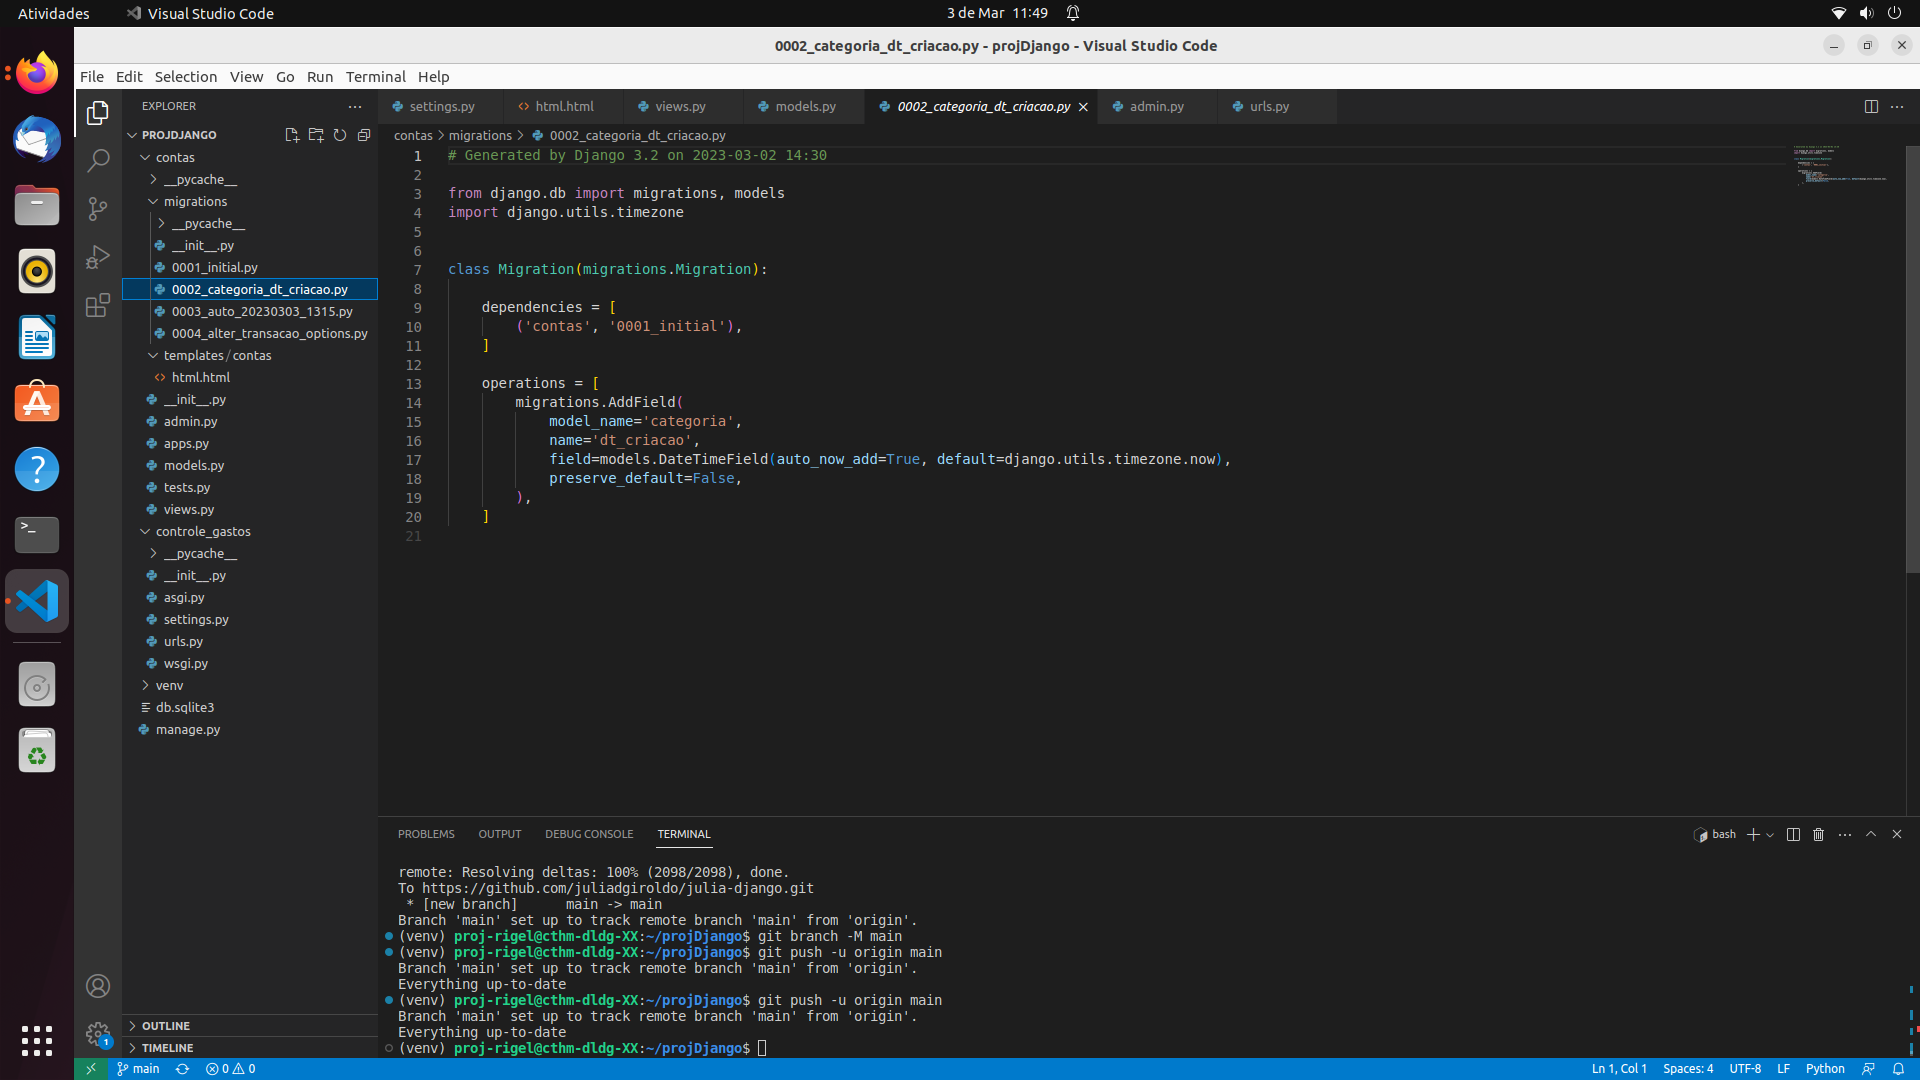 Atividades
Visual Studio Code
3 de Mar 11:49
0002_categoria_dt_criacao.py - projDjango - Visual Studio Code
File Edit Selection View Go Run Terminal Help
EXPLORER
PROJDJANGO
contas
__pycache__
migrations
__pycache__
__init__.py
0001_initial.py
0002_categoria_dt_criacao.py
0003_auto_20230303_1315.py
0004_alter_transacao_options.py
templates/contas
html.html
__init__.py
admin.py
apps.py
models.py
tests.py
views.py
controle_gastos
__pycache__
__init__.py
asgi.py
settings.py
urls.py
wsgi.py
venv
db.sqlite3
manage.py
OUTLINE
TIMELINE
settings.py html.html views.py models.py 0002_categoria_dt_criacao.py admin.py urls.py
contas > migrations > 0002_categoria_dt_criacao.py
1 # Generated by Django 3.2 on 2023-03-02 14:30
2
3 from django.db import migrations, models
4 import django.utils.timezone
5
6
7 class Migration(migrations.Migration):
8
9     dependencies = [
10         ('contas', '0001_initial'),
11     ]
12
13     operations = [
14         migrations.AddField(
15             model_name='categoria',
16             name='dt_criacao',
17             field=models.DateTimeField(auto_now_add=True, default=django.utils.timezone.now),
18             preserve_default=False,
19         ),
20     ]
21
PROBLEMS OUTPUT DEBUG CONSOLE TERMINAL
bash
remote: Resolving deltas: 100% (2098/2098), done.
To https://github.com/juliadgiroldo/julia-django.git
 * [new branch]      main -> main
Branch 'main' set up to track remote branch 'main' from 'origin'.
(venv) proj-rigel@cthm-dldg-XX:~/projDjango$ git branch -M main
(venv) proj-rigel@cthm-dldg-XX:~/projDjango$ git push -u origin main
Branch 'main' set up to track remote branch 'main' from 'origin'.
Everything up-to-date
(venv) proj-rigel@cthm-dldg-XX:~/projDjango$ git push -u origin main
Branch 'main' set up to track remote branch 'main' from 'origin'.
Everything up-to-date
(venv) proj-rigel@cthm-dldg-XX:~/projDjango$
1
main
0 0
Ln 1, Col 1 Spaces: 4 UTF-8 LF Python